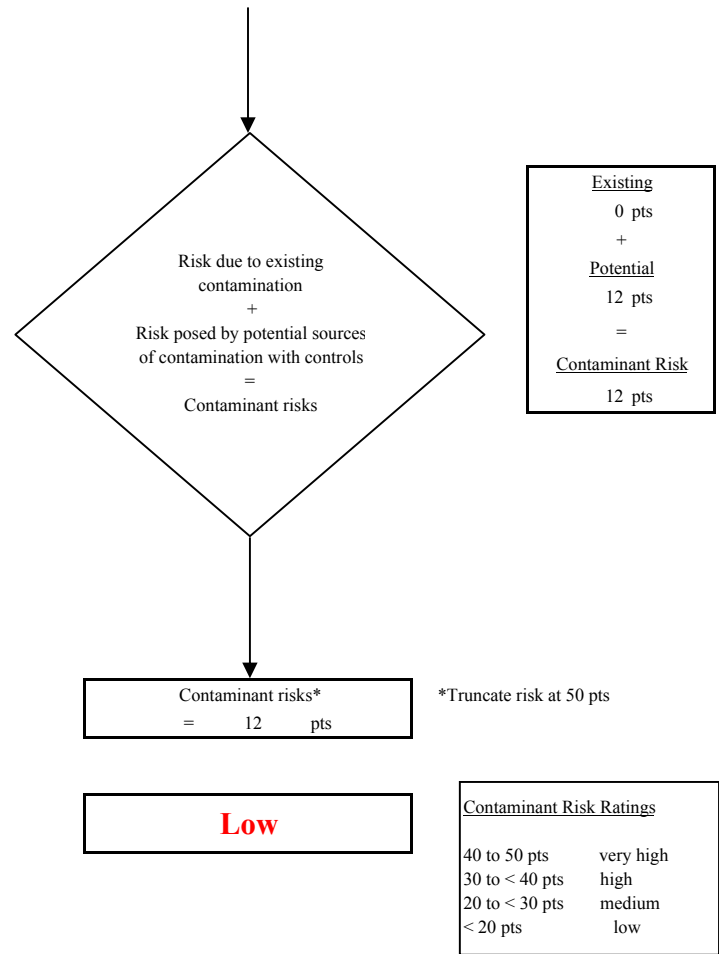 Risk due to existing
contamination
+
Risk posed by potential sources
of contamination with controls
=
Contaminant risks
Existing
0 pts
+
Potential
12 pts
=
Contaminant Risk
12 pts
Contaminant risks*
= 12 pts
*Truncate risk at 50 pts
Low
Contaminant Risk Ratings
40 to 50 pts very high
30 to < 40 pts high
20 to < 30 pts medium
< 20 pts low